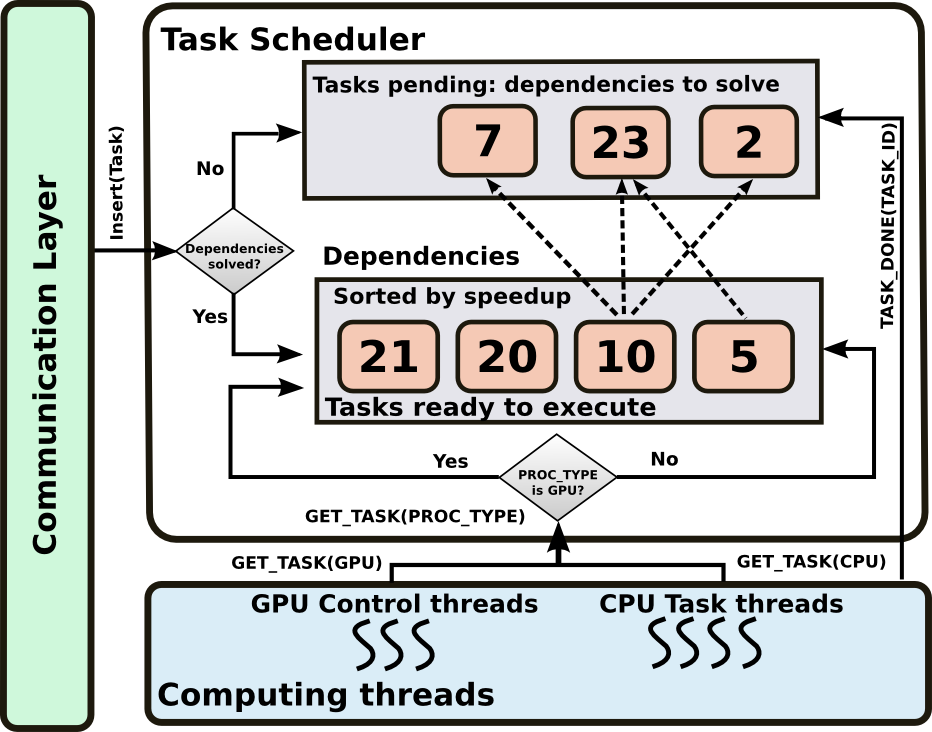 Communication Layer
Insert(Task)
Task Scheduler
Tasks pending: dependencies to solve
7
23
2
No
Dependencies
solved?
Yes
Dependencies
Sorted by speedup
21
20
10
5
Tasks ready to execute
TASK_DONE(TASK_ID)
Yes
PROC_TYPE
is GPU?
No
GET_TASK(PROC_TYPE)
GET_TASK(GPU)
GET_TASK(CPU)
GPU Control threads
CPU Task threads
Computing threads